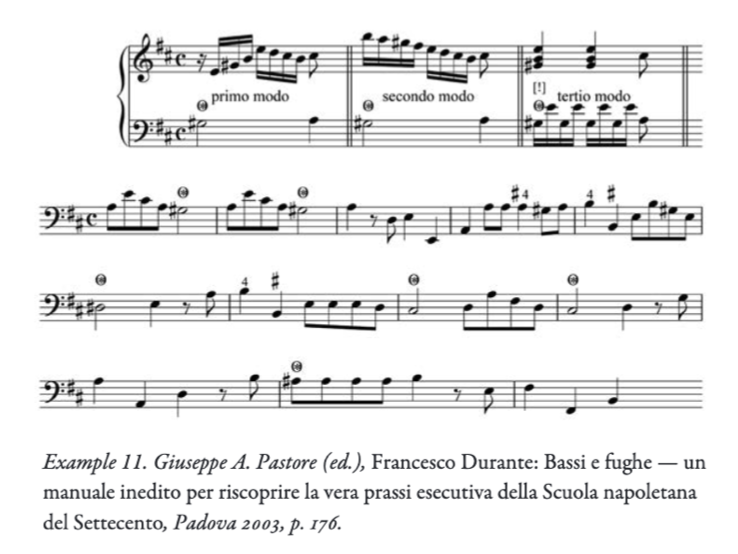 [!]
primo modo secondo modo tertio modo
♯4 4 ♯
4 ♯
Example 11. Giuseppe A. Pastore (ed.), Francesco Durante: Bassi e fughe — un
manuale inedito per riscoprire la vera prassi esecutiva della Scuola napoletana
del Settecento, Padova 2003, p. 176.